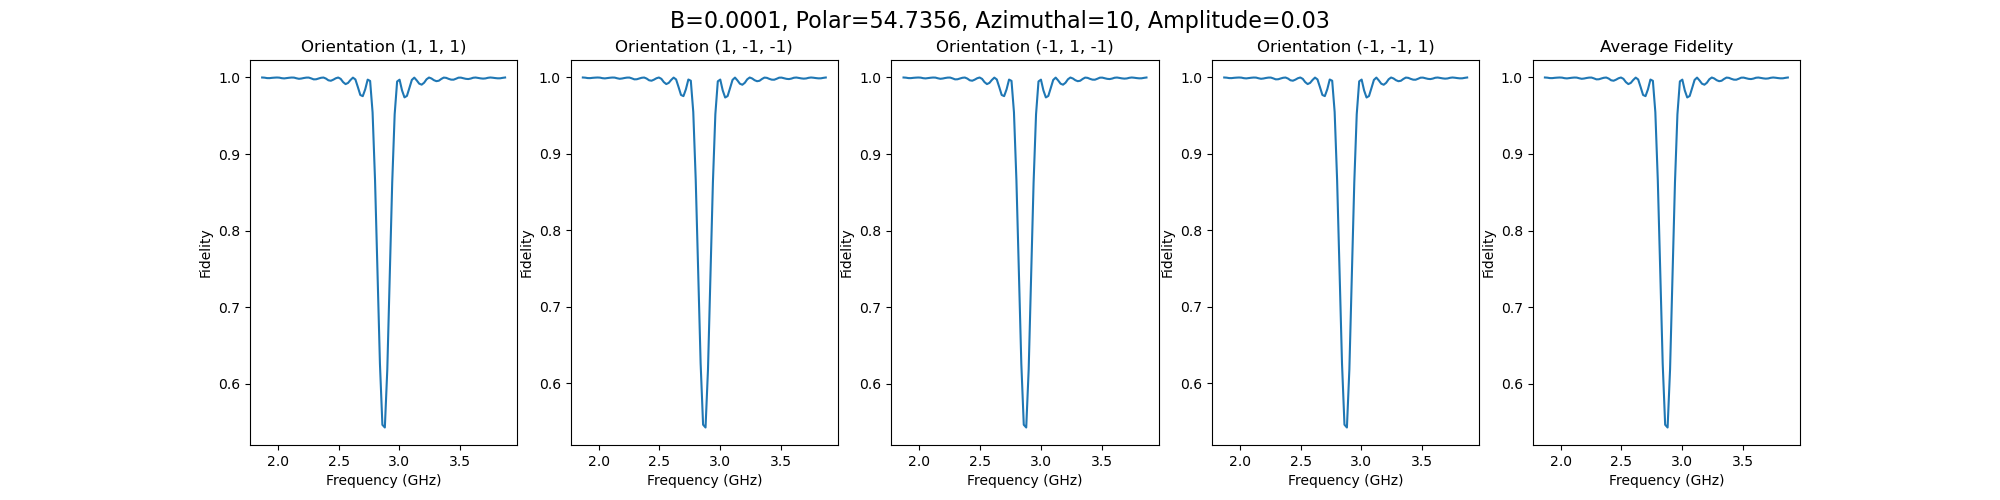 B=0.0001, Polar=54.7356, Azimuthal=10, Amplitude=0.03
Orientation (1, 1, 1)
1.0
0.9
0.8
0.7
0.6
Fidelity
2.0 2.5 3.0 3.5
Frequency (GHz)
Orientation (1, -1, -1)
1.0
0.9
0.8
0.7
0.6
Fidelity
2.0 2.5 3.0 3.5
Frequency (GHz)
Orientation (-1, 1, -1)
1.0
0.9
0.8
0.7
0.6
Fidelity
2.0 2.5 3.0 3.5
Frequency (GHz)
Orientation (-1, -1, 1)
1.0
0.9
0.8
0.7
0.6
Fidelity
2.0 2.5 3.0 3.5
Frequency (GHz)
Average Fidelity
1.0
0.9
0.8
0.7
0.6
Fidelity
2.0 2.5 3.0 3.5
Frequency (GHz)